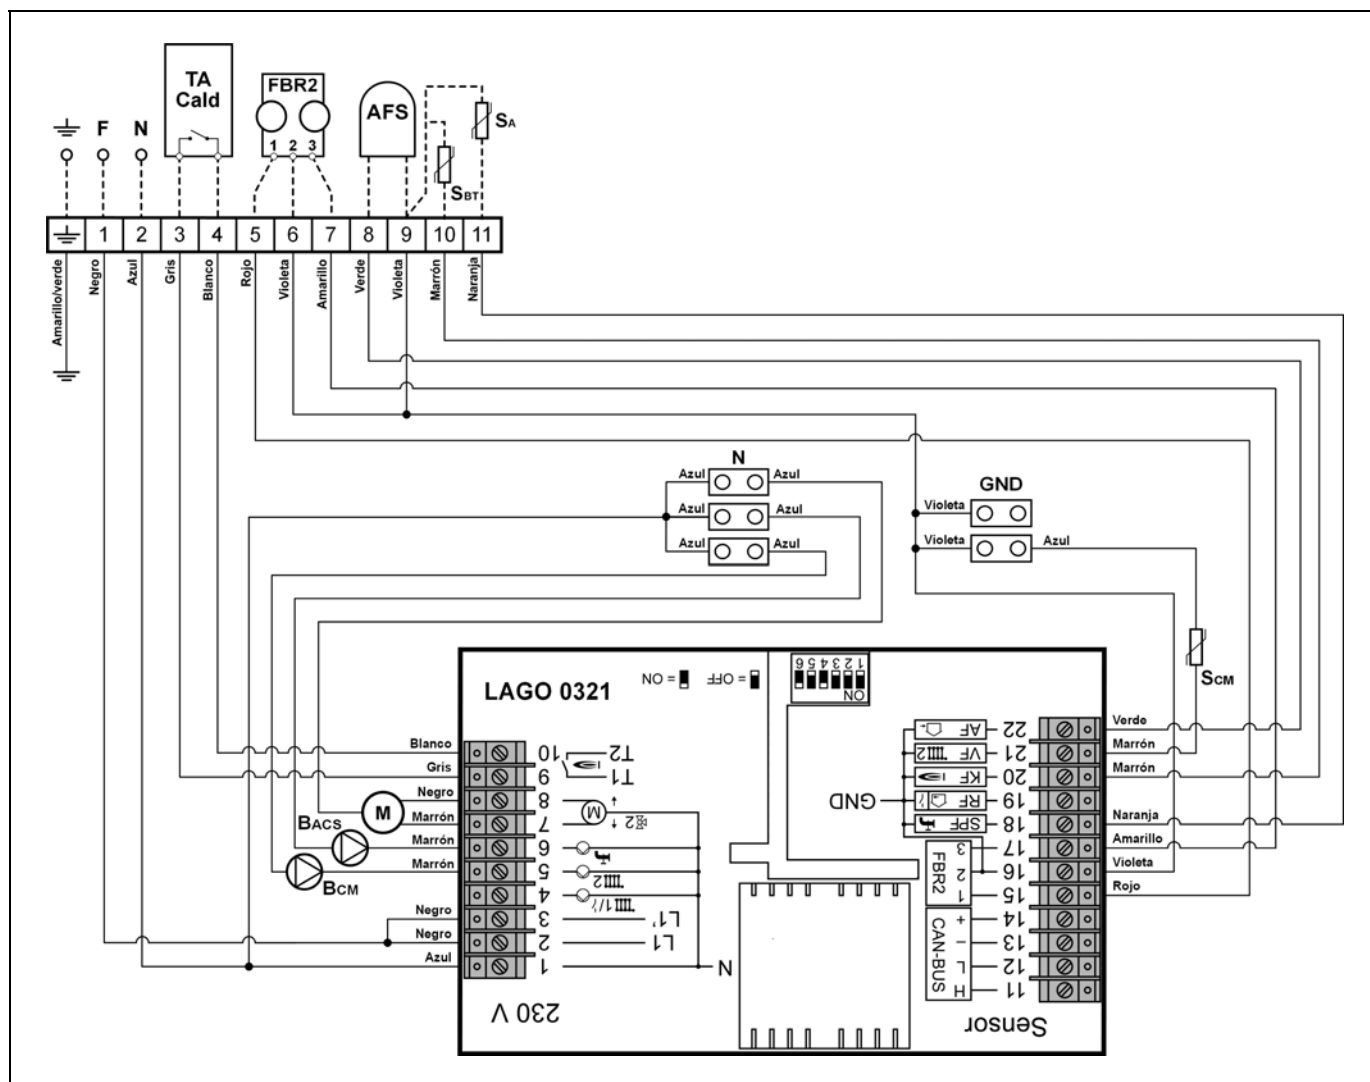 TA
Cald
FBR2
1 2 3
AFS
SA
SBT
F
N
1 2 3 4 5 6 7 8 9 10 11
Amarillo/verde
Negro
Azul
Gris
Blanco
Rojo
Violeta
Amarillo
Verde
Violeta
Marrón
Naranja
N
Azul Azul
Azul Azul
Azul Azul
GND
Violeta
Violeta Azul
SCM
LAGO 0321
NO = OFF =
ON
1 2 3 4 5 6
Blanco
Gris
Negro
Marrón
Marrón
Marrón
Negro
Negro
Azul
M
BACS
BCM
10 T2
9 T1
8
7 M 2
6
5 2
4 1/
3 L1'
2 L1
1 N
230 V
GND
AF 22
VF 2 21
KF 20
RF 19
SPF 18
FBR2
3 17
2 16
1 15
CAN-BUS
+ 14
– 13
L 12
H 11
Sensor
Verde
Marrón
Marrón
Naranja
Amarillo
Violeta
Rojo